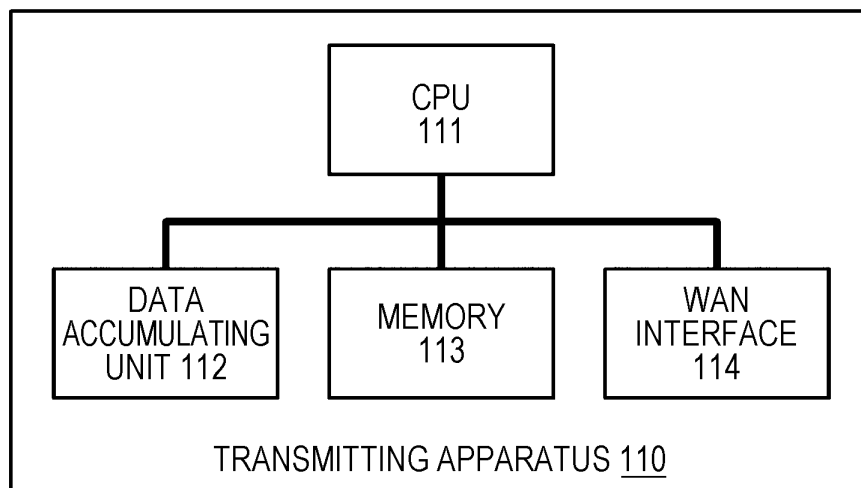 CPU
111
DATA
ACCUMULATING
UNIT 112
MEMORY
113
WAN
INTERFACE
114
TRANSMITTING APPARATUS 110